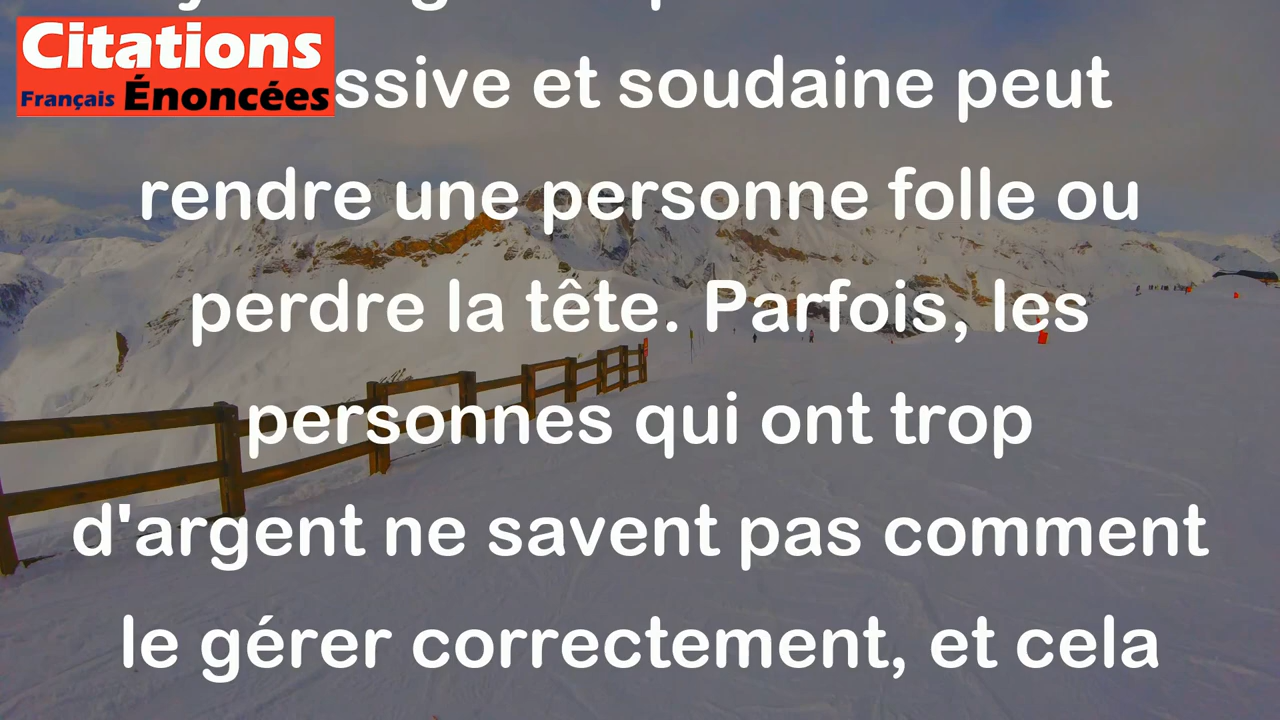 Citations
Français Énoncées
ssive et soudaine peut
rendre une personne folle ou
perdre la tête. Parfois, les
personnes qui ont trop
d'argent ne savent pas comment
le gérer correctement, et cela